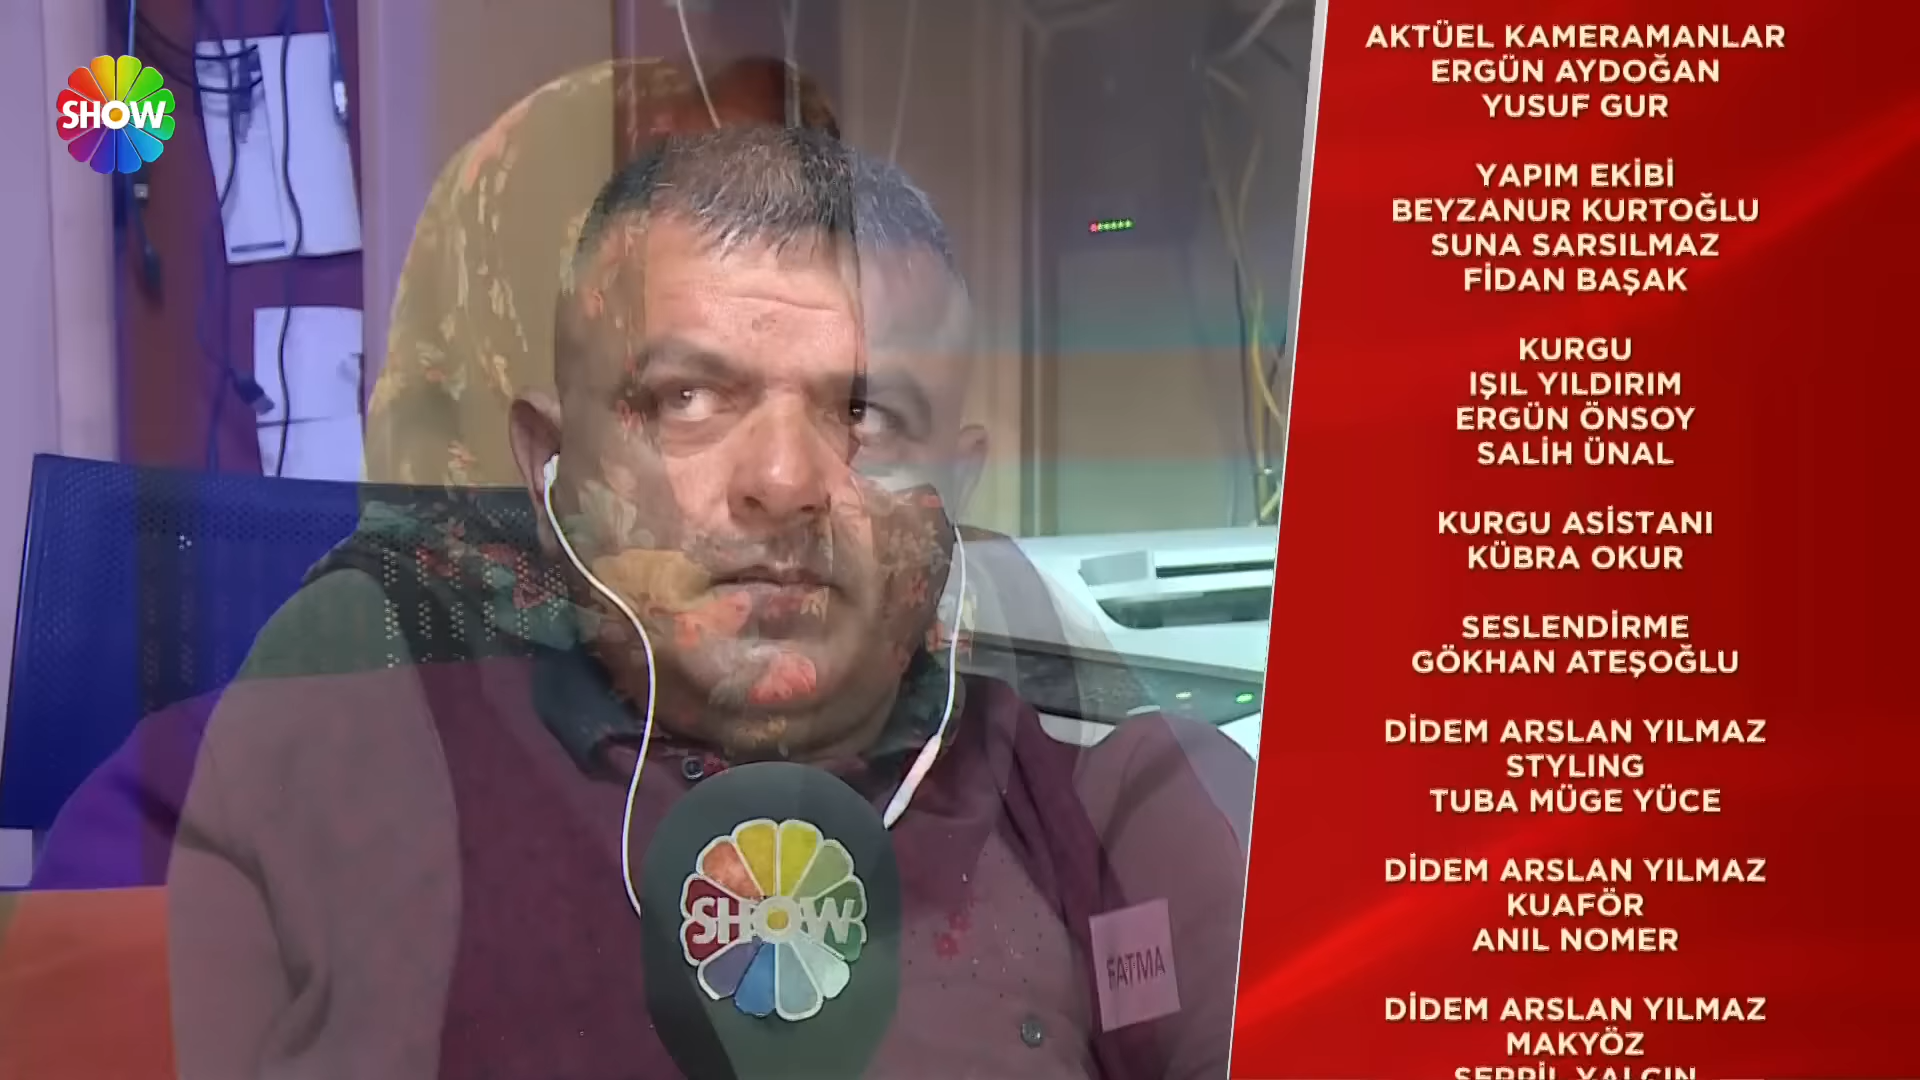 SHOW
AKTÜEL KAMERAMANLAR
ERGÜN AYDOĞAN
YUSUF GUR
YAPIM EKİBİ
BEYZANUR KURTOĞLU
SUNA SARSILMAZ
FİDAN BAŞAK
KURGU
IŞIL YILDIRIM
ERGÜN ÖNSOY
SALİH ÜNAL
KURGU ASİSTANI
KÜBRA OKUR
SESLENDİRME
GÖKHAN ATEŞOĞLU
DİDEM ARSLAN YILMAZ
STYLING
TUBA MÜGE YÜCE
DİDEM ARSLAN YILMAZ
KUAFÖR
ANIL NOMER
DİDEM ARSLAN YILMAZ
MAKYÖZ
SHOW
FATMA